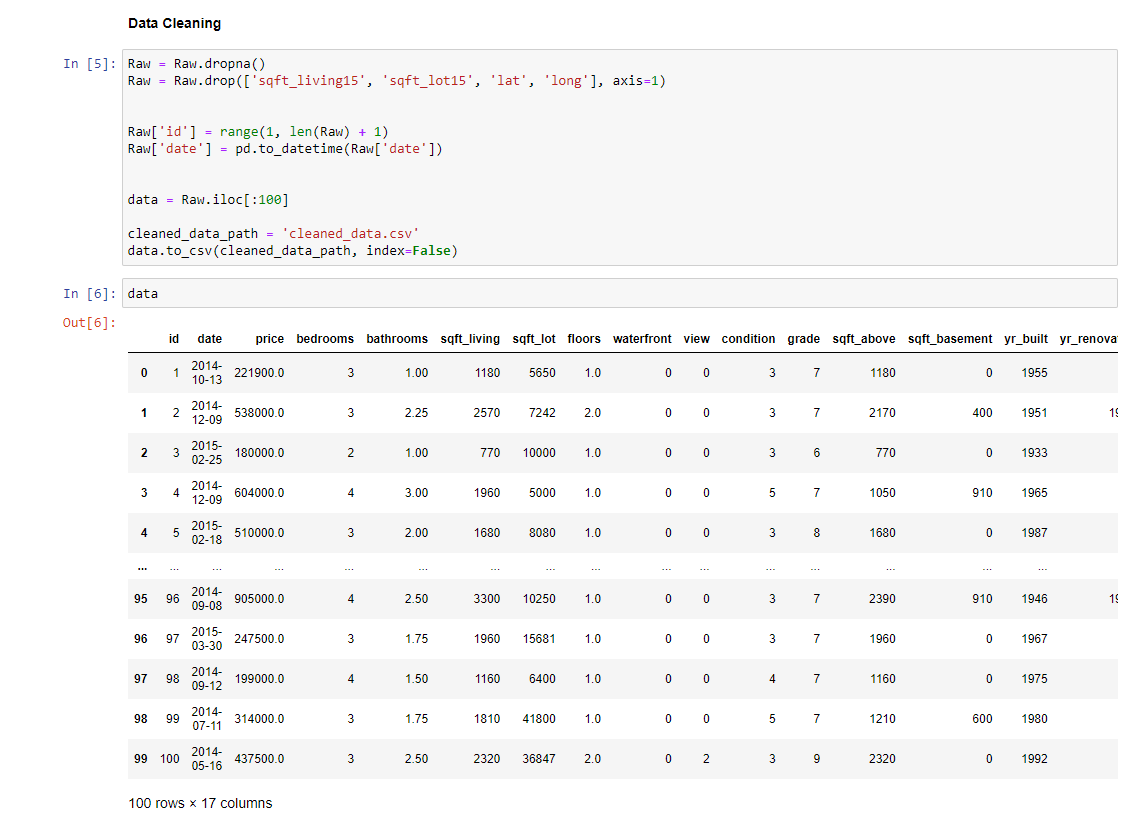 Data Cleaning
In [5]: Raw = Raw.dropna()
Raw = Raw.drop(['sqft_living15', 'sqft_lot15', 'lat', 'long'], axis=1)
Raw['id'] = range(1, len(Raw) + 1)
Raw['date'] = pd.to_datetime(Raw['date'])
data = Raw.iloc[:100]
cleaned_data_path = 'cleaned_data.csv'
data.to_csv(cleaned_data_path, index=False)
In [6]: data
Out[6]:
id date price bedrooms bathrooms sqft_living sqft_lot floors waterfront view condition grade sqft_above sqft_basement yr_built yr_renova
0 1 2014-10-13 221900.0 3 1.00 1180 5650 1.0 0 0 3 7 1180 0 1955
1 2 2014-12-09 538000.0 3 2.25 2570 7242 2.0 0 0 3 7 2170 400 1951 19
2 3 2015-02-25 180000.0 2 1.00 770 10000 1.0 0 0 3 6 770 0 1933
3 4 2014-12-09 604000.0 4 3.00 1960 5000 1.0 0 0 5 7 1050 910 1965
4 5 2015-02-18 510000.0 3 2.00 1680 8080 1.0 0 0 3 8 1680 0 1987
... ... ... ... ... ... ... ... ... ... ... ... ... ... ... ...
95 96 2014-09-08 905000.0 4 2.50 3300 10250 1.0 0 0 3 7 2390 910 1946 19
96 97 2015-03-30 247500.0 3 1.75 1960 15681 1.0 0 0 3 7 1960 0 1967
97 98 2014-09-12 199000.0 4 1.50 1160 6400 1.0 0 0 4 7 1160 0 1975
98 99 2014-07-11 314000.0 3 1.75 1810 41800 1.0 0 0 5 7 1210 600 1980
99 100 2014-05-16 437500.0 3 2.50 2320 36847 2.0 0 2 3 9 2320 0 1992
100 rows × 17 columns